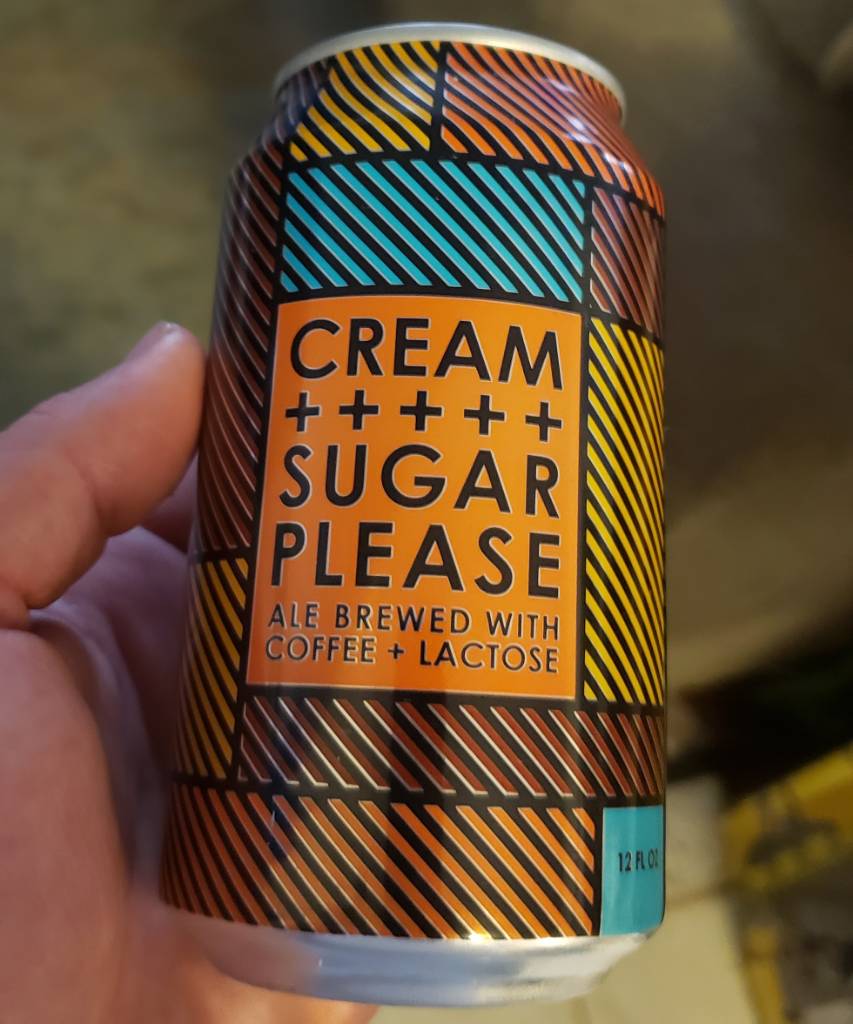 CREAM
+++++
SUGAR
PLEASE
ALE BREWED WITH
COFFEE + LACTOSE
12 FL OZ